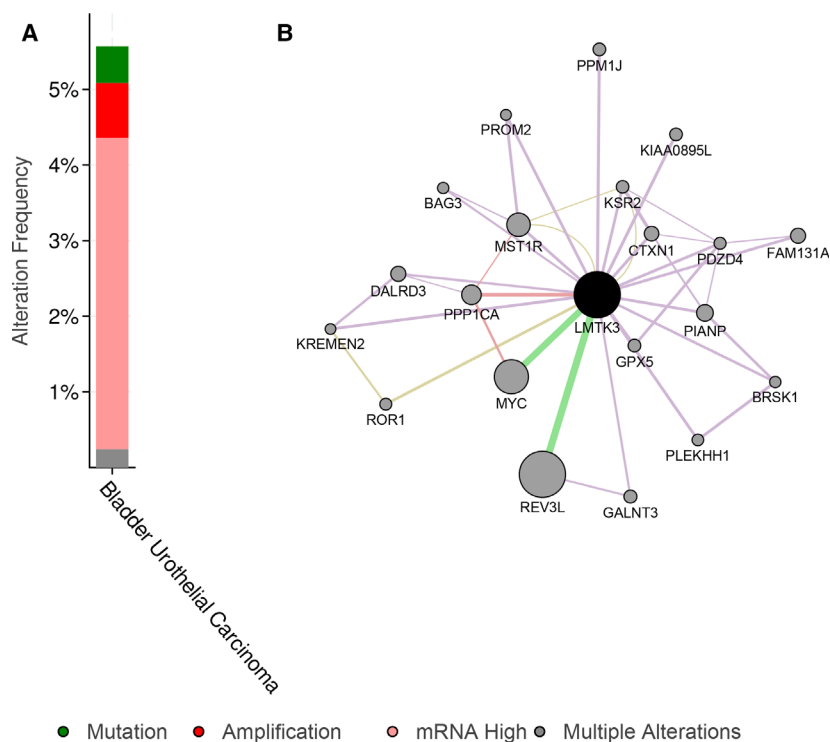 A
B
Alteration Frequency
5%
4%
3%
2%
1%
Bladder Urothelial Carcinoma
PPM1J
PROM2
KIAA0895L
BAG3
KSR2
MST1R
CTXN1
PDZD4
FAM131A
DALRD3
PPP1CA
LMTK3
PIANP
KREMEN2
GPX5
MYC
BRSK1
ROR1
PLEKHH1
REV3L
GALNT3
Mutation Amplification mRNA High Multiple Alterations